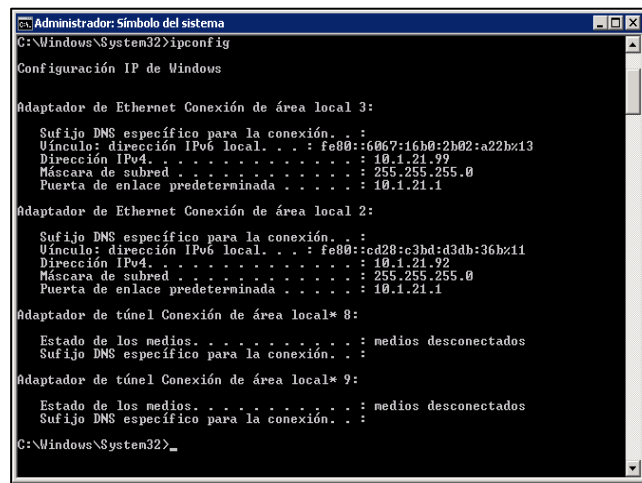 Administrador: Símbolo del sistema
C:\Windows\System32>ipconfig
Configuración IP de Windows
Adaptador de Ethernet Conexión de área local 3:
Sufijo DNS específico para la conexión. . :
Vínculo: dirección IPv6 local. . . : fe80::6067:16b0:2b02:a22b%13
Dirección IPv4. . . . . . . . . . . . . . : 10.1.21.99
Máscara de subred . . . . . . . . . . . . : 255.255.255.0
Puerta de enlace predeterminada . . . . . : 10.1.21.1
Adaptador de Ethernet Conexión de área local 2:
Sufijo DNS específico para la conexión. . :
Vínculo: dirección IPv6 local. . . : fe80::cd28:c3bd:d3db:36b%11
Dirección IPv4. . . . . . . . . . . . . . : 10.1.21.92
Máscara de subred . . . . . . . . . . . . : 255.255.255.0
Puerta de enlace predeterminada . . . . . : 10.1.21.1
Adaptador de túnel Conexión de área local* 8:
Estado de los medios. . . . . . . . . . . : medios desconectados
Sufijo DNS específico para la conexión. . :
Adaptador de túnel Conexión de área local* 9:
Estado de los medios. . . . . . . . . . . : medios desconectados
Sufijo DNS específico para la conexión. . :
C:\Windows\System32>_